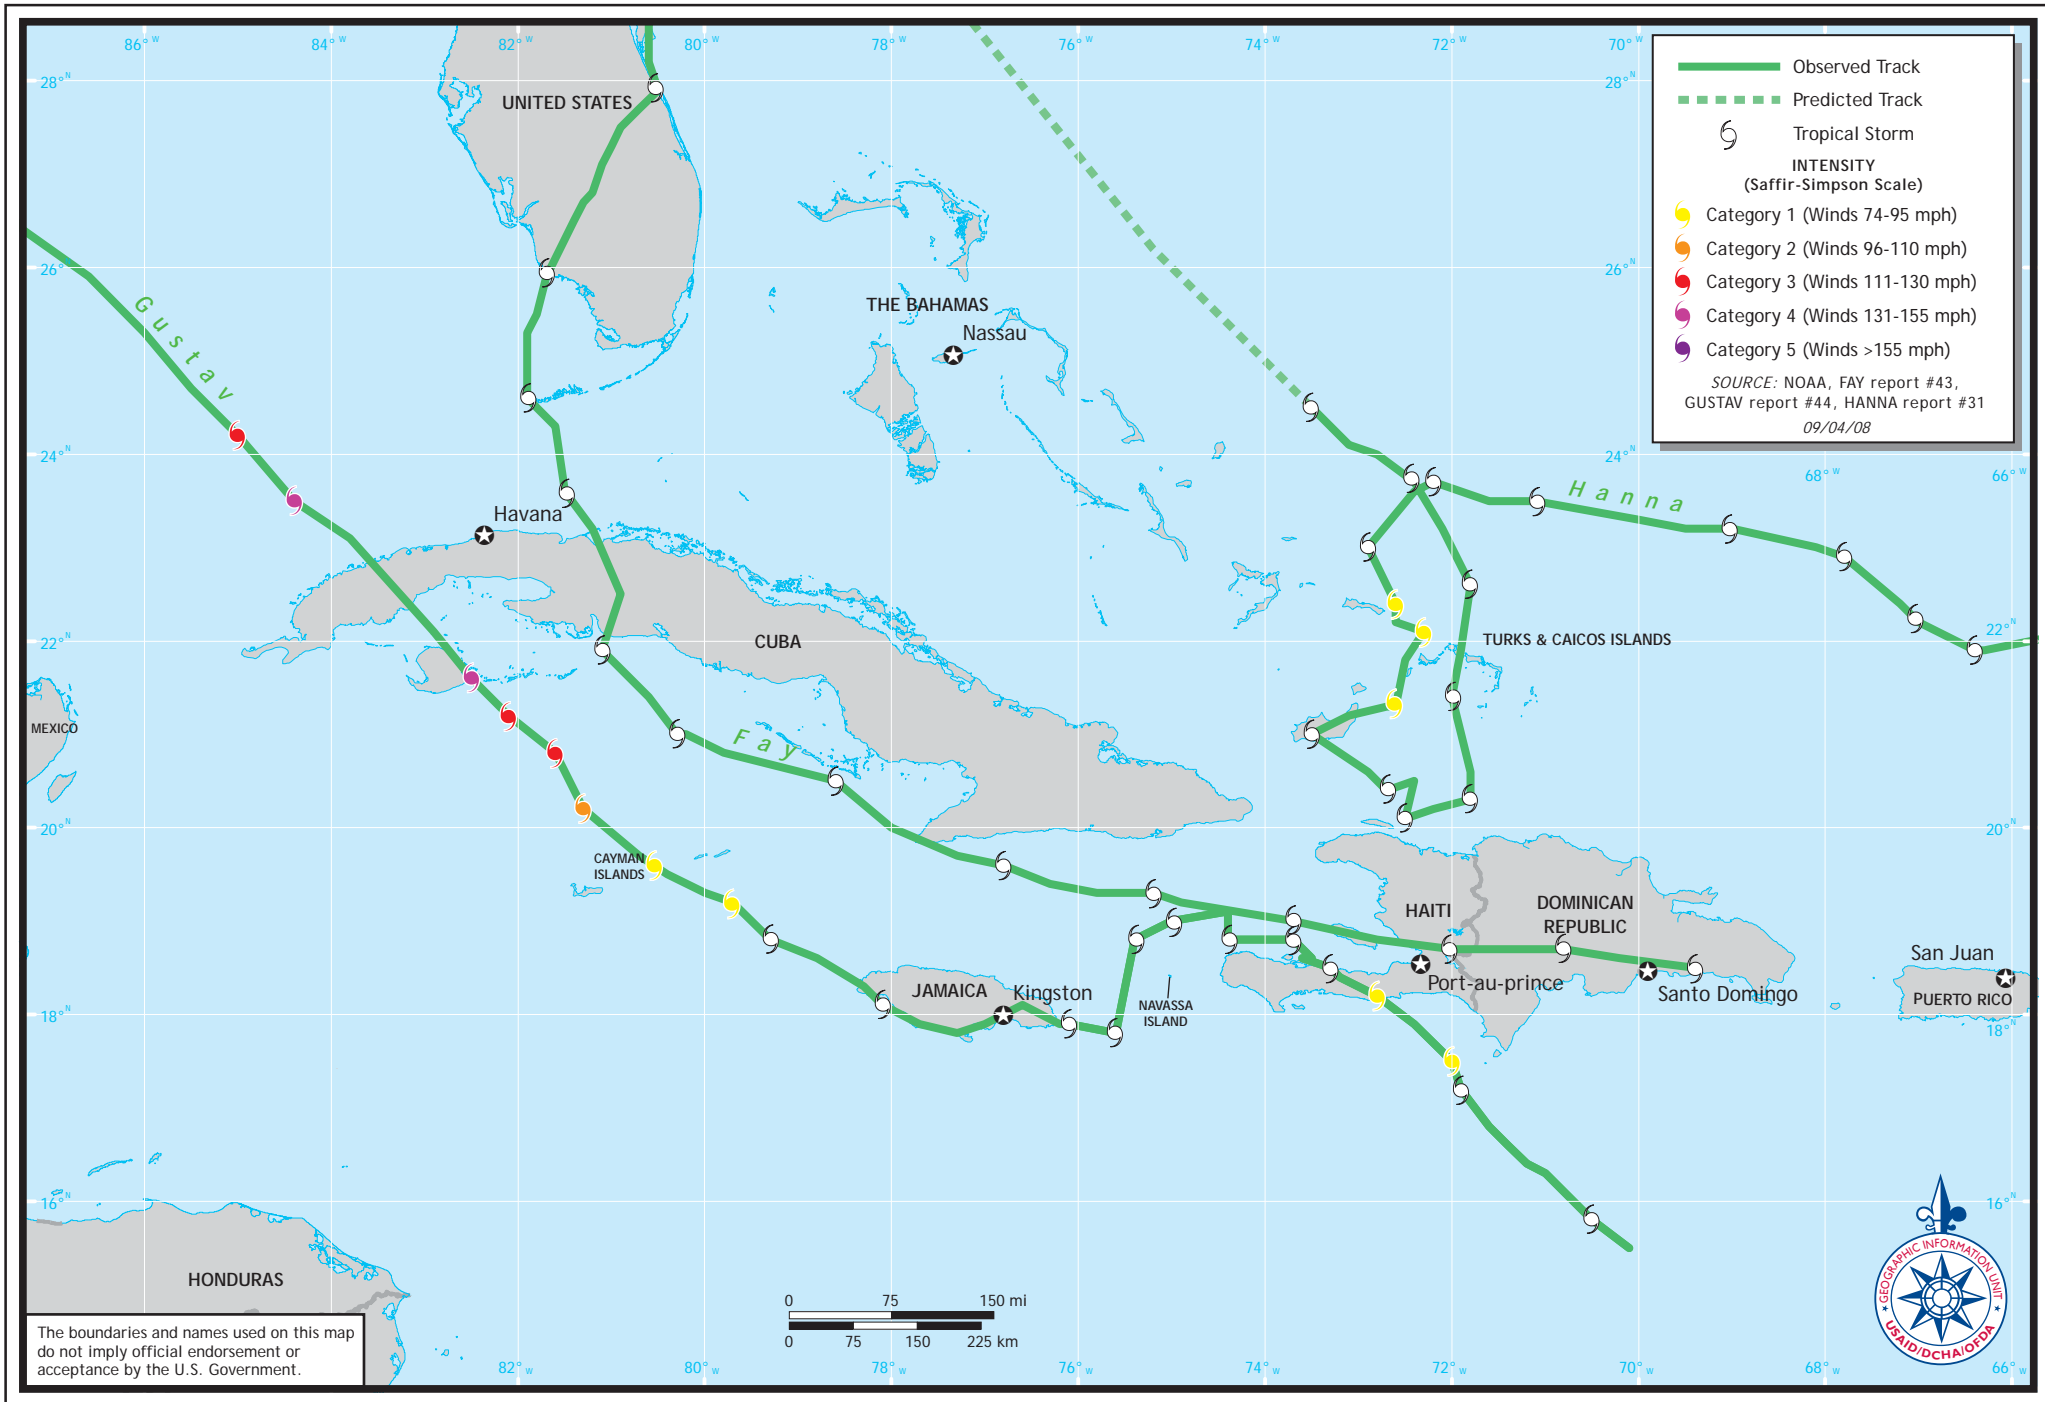 86°W
84°W
82°W
80°W
78°W
76°W
74°W
72°W
70°W
28°N
28°N
26°N
26°N
24°N
24°N
68°W
66°W
22°N
22°N
20°N
20°N
18°N
18°N
16°N
16°N
Observed Track
Predicted Track
Tropical Storm
INTENSITY
(Saffir-Simpson Scale)
Category 1 (Winds 74-95 mph)
Category 2 (Winds 96-110 mph)
Category 3 (Winds 111-130 mph)
Category 4 (Winds 131-155 mph)
Category 5 (Winds >155 mph)
SOURCE: NOAA, FAY report #43,
GUSTAV report #44, HANNA report #31
09/04/08
UNITED STATES
Gustav
THE BAHAMAS
Nassau
Hanna
Havana
CUBA
TURKS & CAICOS ISLANDS
MEXICO
Fay
CAYMAN
ISLANDS
HAITI
DOMINICAN
REPUBLIC
San Juan
PUERTO RICO
Port-au-prince
Santo Domingo
JAMAICA
Kingston
NAVASSA
ISLAND
HONDURAS
0 75 150 mi
0 75 150 225 km
The boundaries and names used on this map
do not imply official endorsement or
acceptance by the U.S. Government.
GEOGRAPHIC INFORMATION UNIT
USAID/DCHA/OFDA
82°W
80°W
78°W
76°W
74°W
72°W
70°W
68°W
66°W